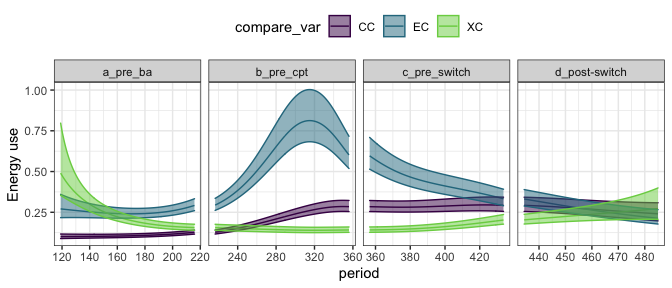 compare_var CC EC XC
a_pre_ba b_pre_cpt c_pre_switch d_post-switch
1.00
0.75
0.50
0.25
Energy use
120 140 160 180 200 220 240 280 320 360 360 380 400 420 440 450 460 470 480
period